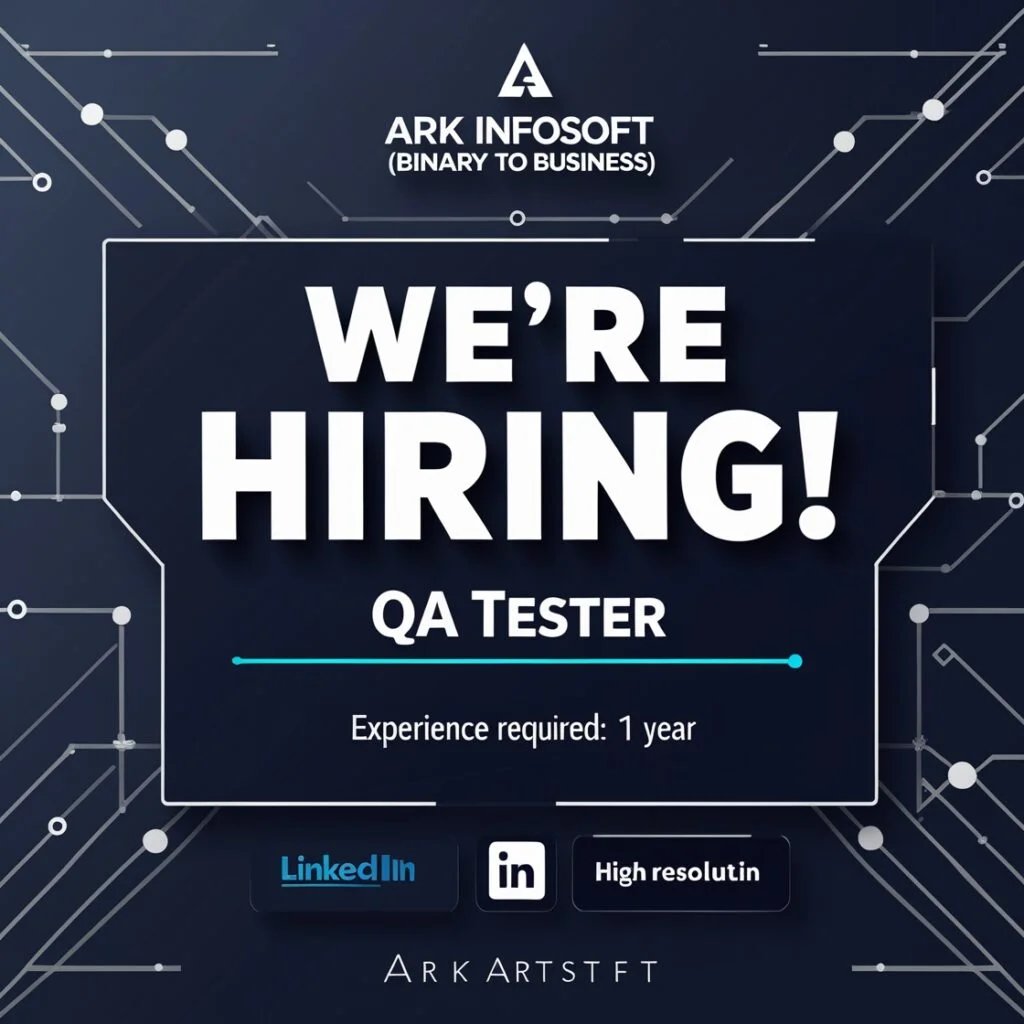 ARK INFOSOFT
(BINARY TO BUSINESS)
WE’RE
HIRING!
QA TESTER
Experience required: 1 year
LinkedIn
in
High resolutin
ARK ARTSTFT